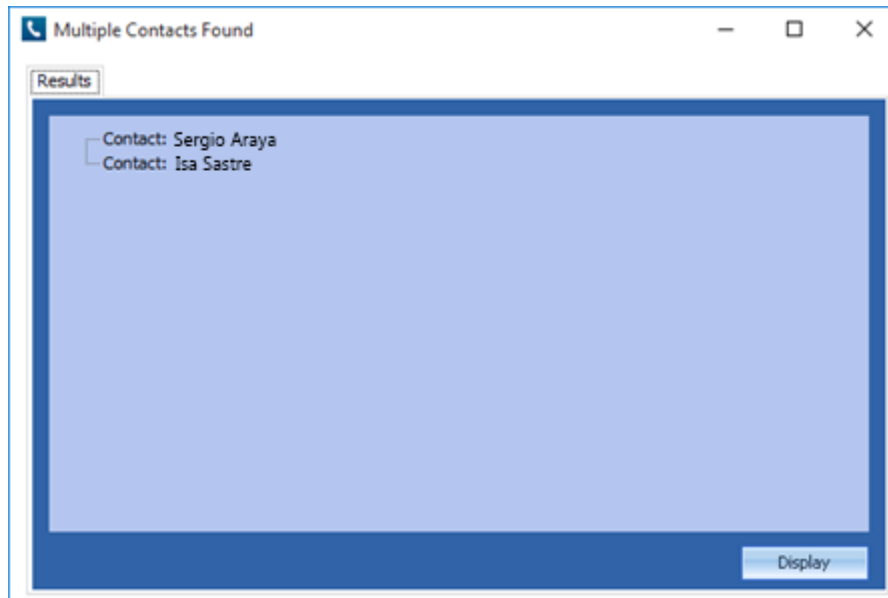 Multiple Contacts Found
Results
Contact: Sergio Araya
Contact: Isa Sastre
Display